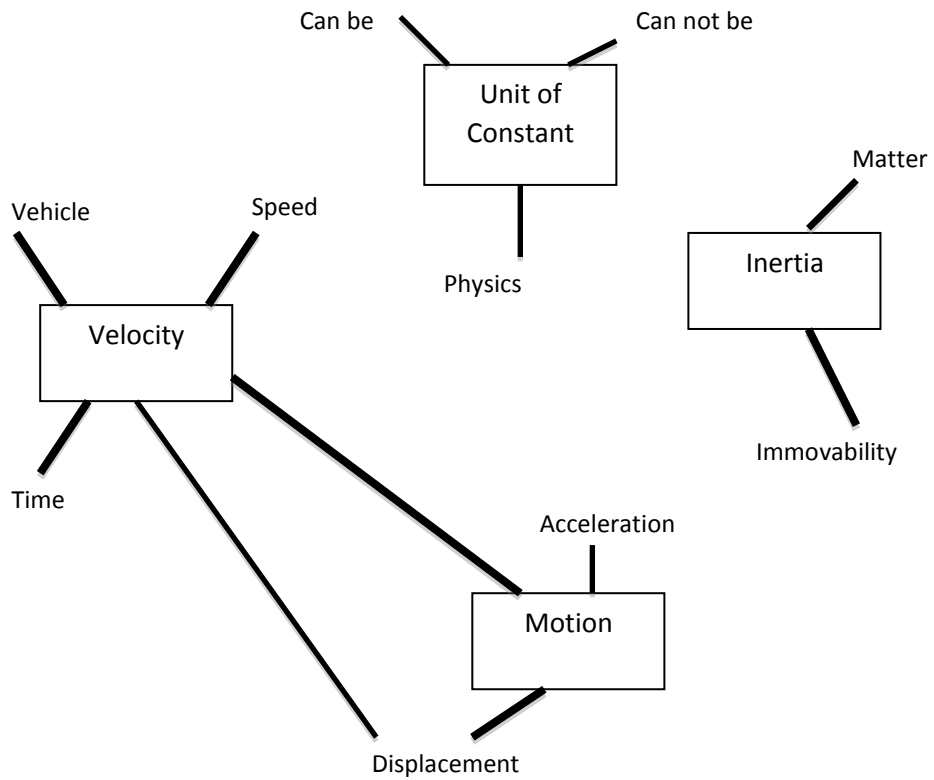 Can be
Can not be
Unit of
Constant
Matter
Vehicle
Speed
Inertia
Physics
Velocity
Immovability
Time
Acceleration
Motion
Displacement